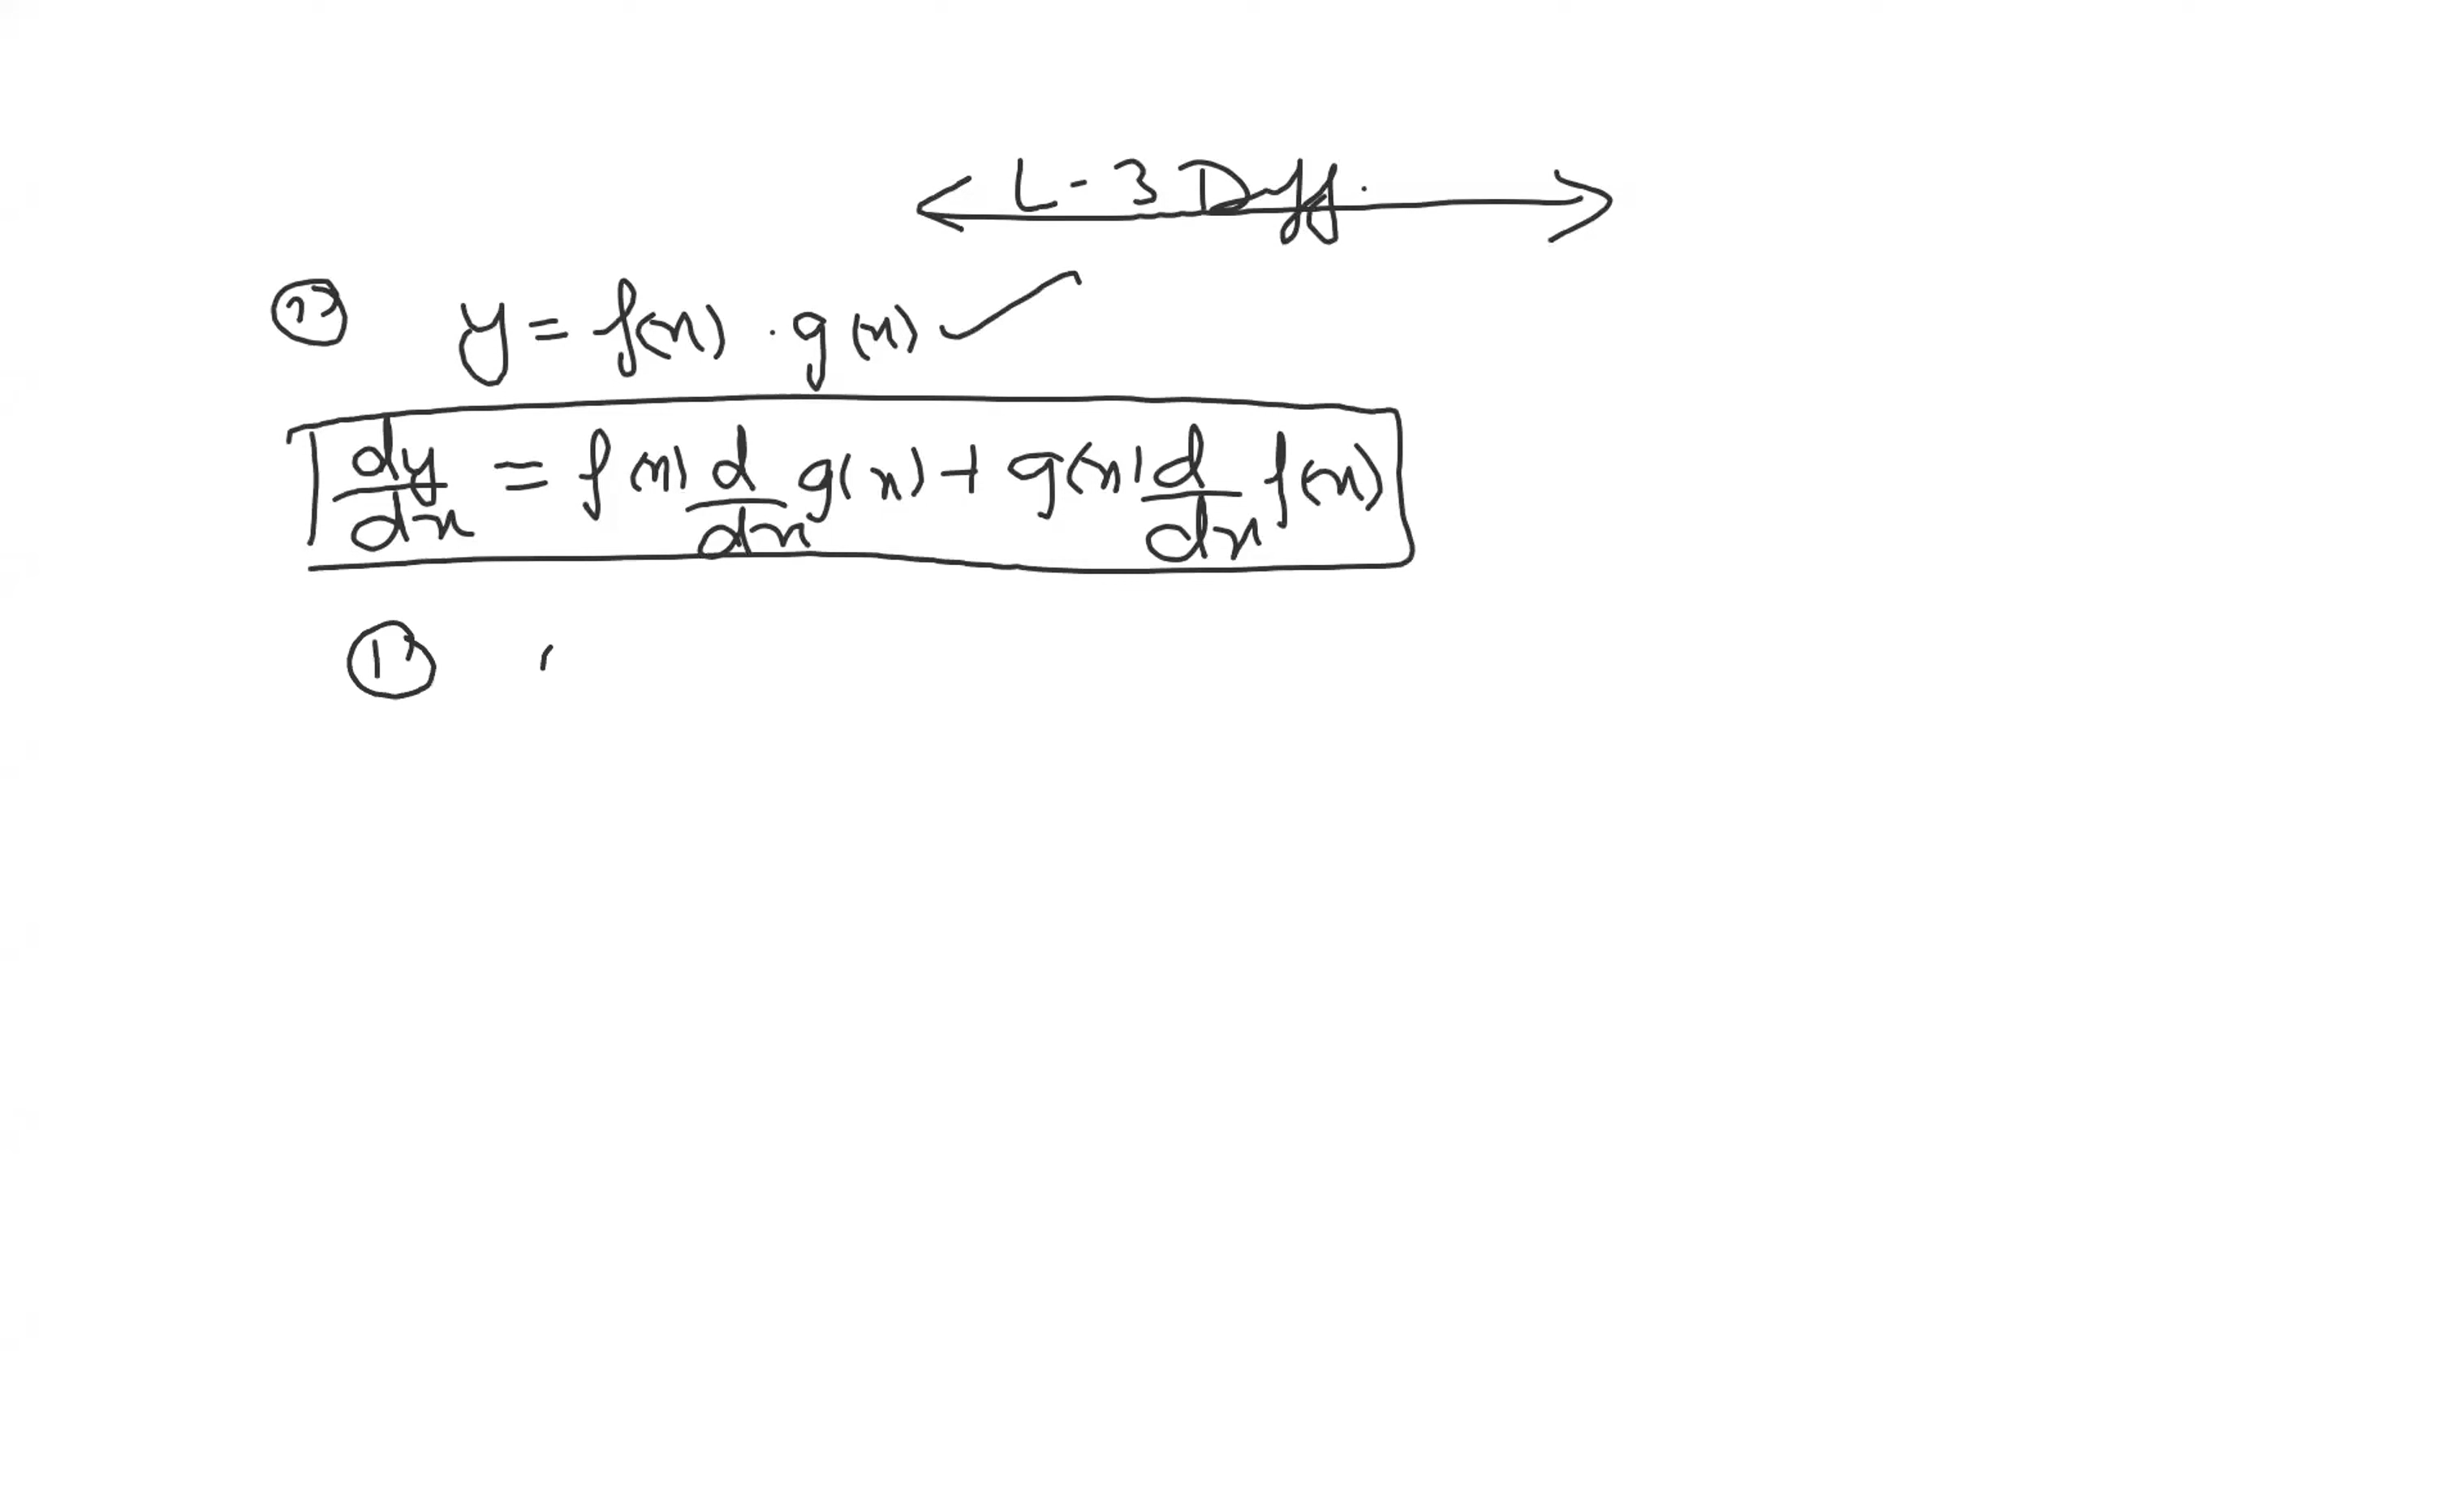 L-3 Diff.
② y = f(x) . g(x) ✓
dy/dx = f(x) d/dx g(x) + g(x) d/dx f(x)
①